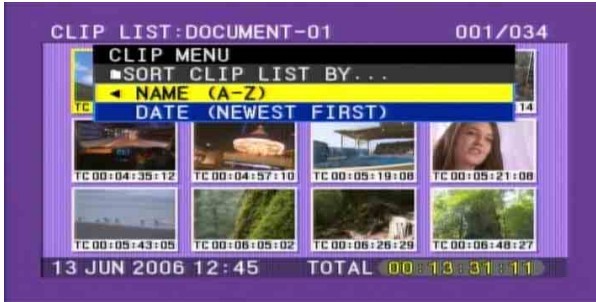 CLIP LIST:DOCUMENT-01 001/034
CLIP MENU
SORT CLIP LIST BY...
NAME (A-Z)
DATE (NEWEST FIRST)
TC 14
TC 00:04:35:12 TC 00:04:57:10 TC 00:05:19:08 TC 00:05:21:08
TC 00:05:43:05 TC 00:06:05:02 TC 00:06:26:29 TC 00:06:48:27
13 JUN 2006 12:45 TOTAL 00:13:31:11